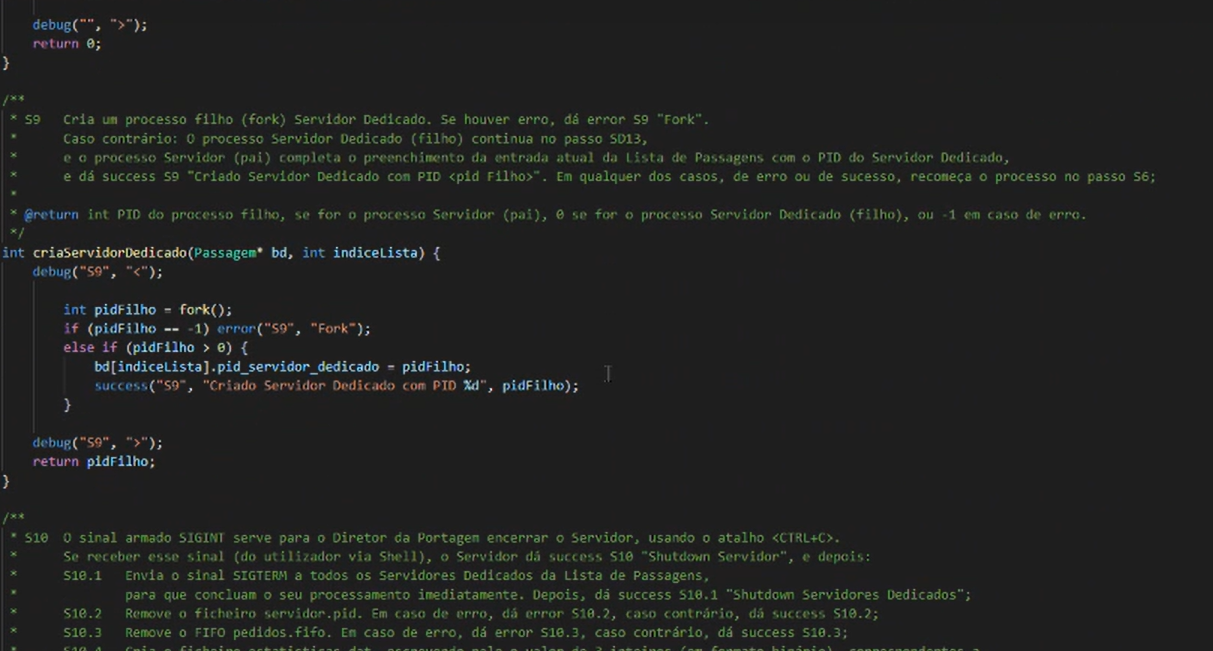 debug("", ">");
return 0;
}
/**
* S9 Cria um processo filho (fork) Servidor Dedicado. Se houver erro, dá error S9 "Fork".
* Caso contrário: O processo Servidor Dedicado (filho) continua no passo SD13,
* e o processo Servidor (pai) completa o preenchimento da entrada atual da Lista de Passagens com o PID do Servidor Dedicado,
* e dá success S9 "Criado Servidor Dedicado com PID <pid Filho>". Em qualquer dos casos, de erro ou de sucesso, recomeça o processo no passo S6;
*
* @return int PID do processo filho, se for o processo Servidor (pai), 0 se for o processo Servidor Dedicado (filho), ou -1 em caso de erro.
*/
int criaServidorDedicado(Passagem* bd, int indiceLista) {
debug("S9", "<");
int pidFilho = fork();
if (pidFilho == -1) error("S9", "Fork");
else if (pidFilho > 0) {
bd[indiceLista].pid_servidor_dedicado = pidFilho;
success("S9", "Criado Servidor Dedicado com PID %d", pidFilho);
}
debug("S9", ">");
return pidFilho;
}
/**
* S10 O sinal armado SIGINT serve para o Diretor da Portagem encerrar o Servidor, usando o atalho <CTRL+C>.
* Se receber esse sinal (do utilizador via Shell), o Servidor dá success S10 "Shutdown Servidor", e depois:
* S10.1 Envia o sinal SIGTERM a todos os Servidores Dedicados da Lista de Passagens,
* para que concluam o seu processamento imediatamente. Depois, dá success S10.1 "Shutdown Servidores Dedicados";
* S10.2 Remove o ficheiro servidor.pid. Em caso de erro, dá error S10.2, caso contrário, dá success S10.2;
* S10.3 Remove o FIFO pedidos.fifo. Em caso de erro, dá error S10.3, caso contrário, dá success S10.3;